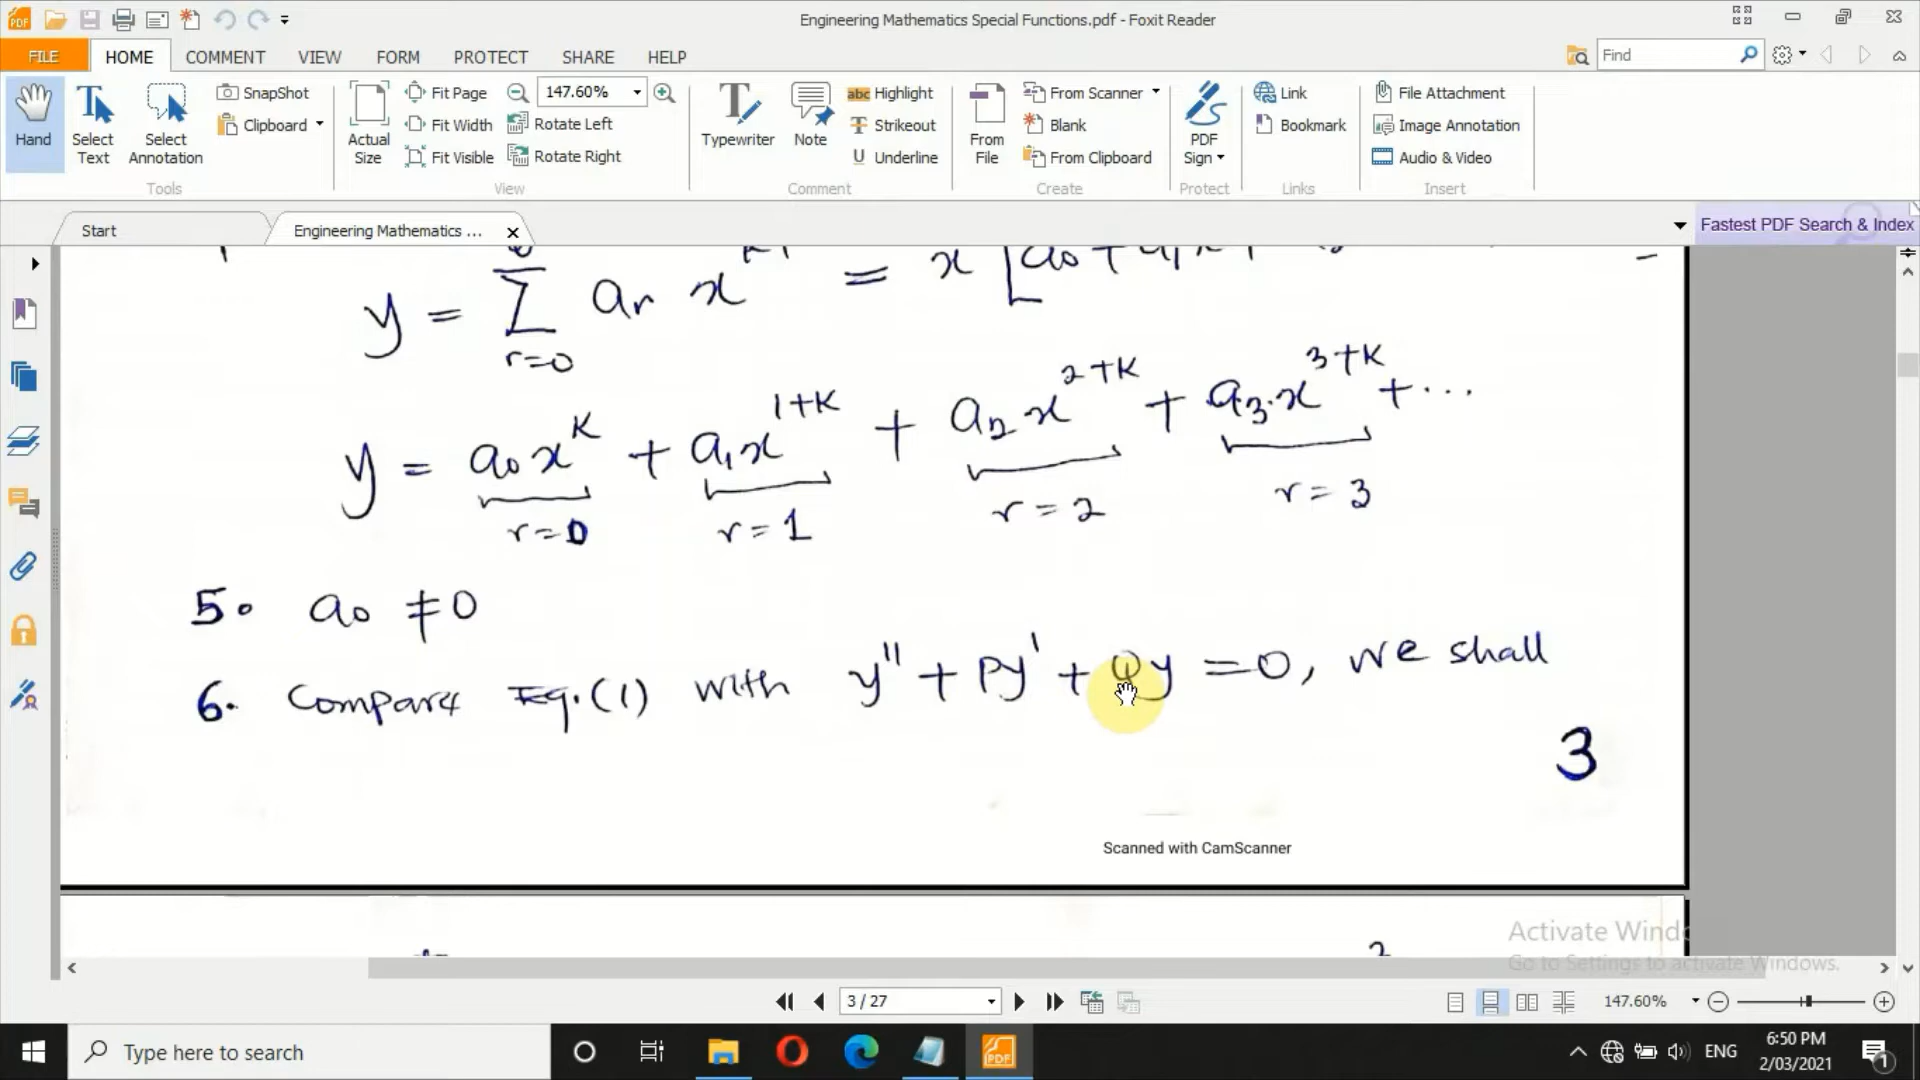 Engineering Mathematics Special Functions.pdf - Foxit Reader
FILE HOME COMMENT VIEW FORM PROTECT SHARE HELP
Find
Hand
Select Text
Select Annotation
SnapShot
Clipboard
Tools
Actual Size
Fit Page
Fit Width
Fit Visible
147.60%
Rotate Left
Rotate Right
View
Typewriter
Note
Highlight
Strikeout
Underline
Comment
From File
From Scanner
Blank
From Clipboard
Create
PDF Sign
Protect
Link
Bookmark
Links
File Attachment
Image Annotation
Audio & Video
Insert
Start
Engineering Mathematics ...
Fastest PDF Search & Index
y = Σ ar x = x [a0 +
r=0
y = a0 x^K + a1 x^(1+K) + a2 x^(2+K) + a3.x^(3+K) + ...
r=0 r=1 r=2 r=3
5. a0 ≠ 0
6. Compare Eq.(1) with y'' + Py' + Qy = 0, we shall
3
Scanned with CamScanner
Activate Wind
Go to Settings to activate Windows.
3 / 27
147.60%
Type here to search
ENG
6:50 PM
2/03/2021